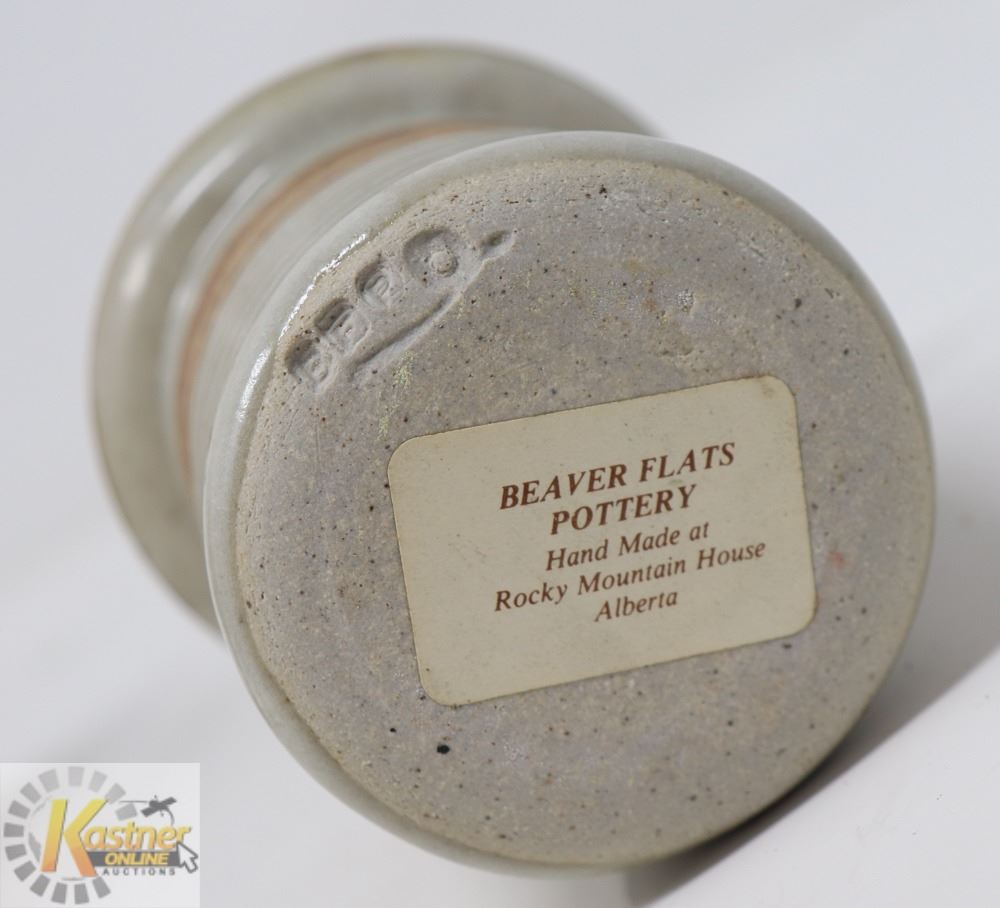 BEAVER FLATS
POTTERY
Hand Made at
Rocky Mountain House
Alberta
Kastner
ONLINE
AUCTIONS